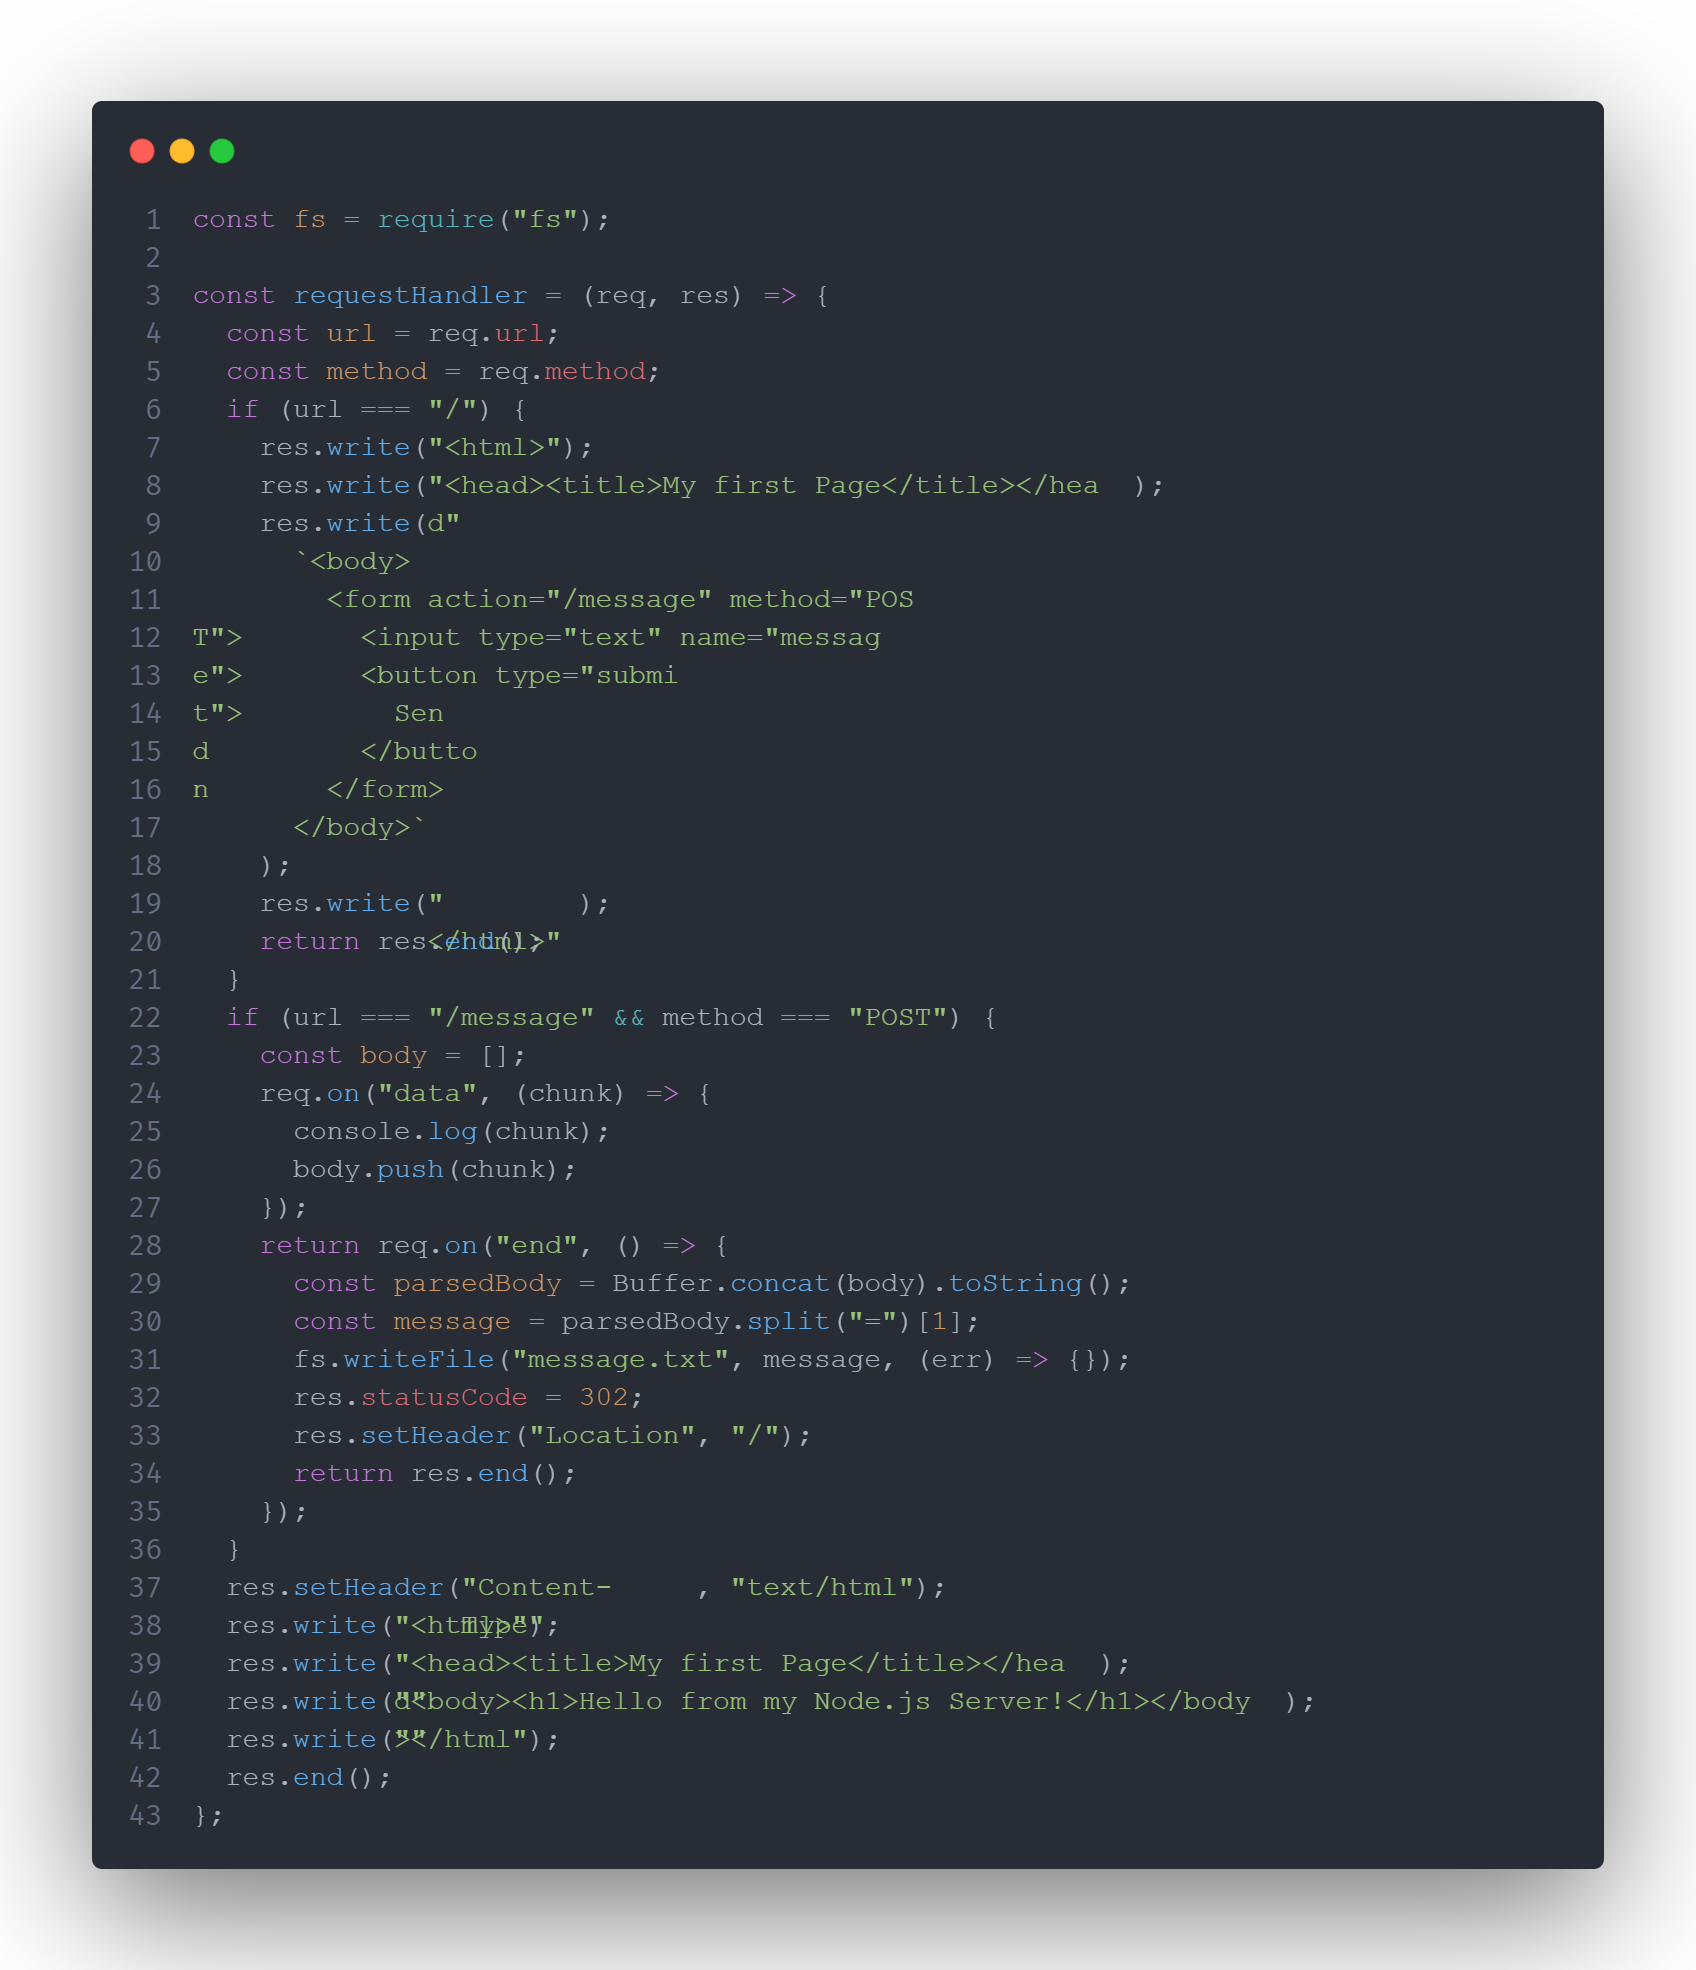 1 const fs = require("fs");
2
3 const requestHandler = (req, res) => {
4   const url = req.url;
5   const method = req.method;
6   if (url === "/") {
7     res.write("<html>");
8     res.write("<head><title>My first Page</title></hea  );
9     res.write(d"
10       `<body>
11         <form action="/message" method="POS
12 T">       <input type="text" name="messag
13 e">       <button type="submi
14 t">         Sen
15 d         </butto
16 n       </form>
17       </body>`
18     );
19     res.write("        );
20     return res.end();</html>"
21   }
22   if (url === "/message" && method === "POST") {
23     const body = [];
24     req.on("data", (chunk) => {
25       console.log(chunk);
26       body.push(chunk);
27     });
28     return req.on("end", () => {
29       const parsedBody = Buffer.concat(body).toString();
30       const message = parsedBody.split("=")[1];
31       fs.writeFile("message.txt", message, (err) => {});
32       res.statusCode = 302;
33       res.setHeader("Location", "/");
34       return res.end();
35     });
36   }
37   res.setHeader("Content-     , "text/html");
38   res.write("<html>");Type"
39   res.write("<head><title>My first Page</title></hea  );
40   res.write(d""<body><h1>Hello from my Node.js Server!</h1></body  );
41   res.write(>""</html");
42   res.end();
43 };